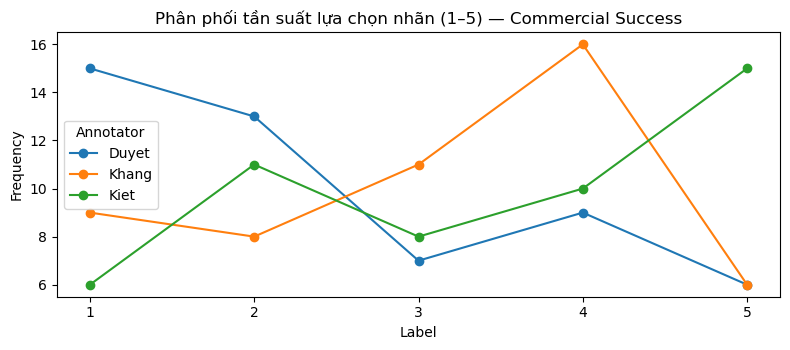 Phân phối tần suất lựa chọn nhãn (1–5) — Commercial Success
Frequency
16
14
12
10
8
6
Annotator
Duyet
Khang
Kiet
1 2 3 4 5
Label